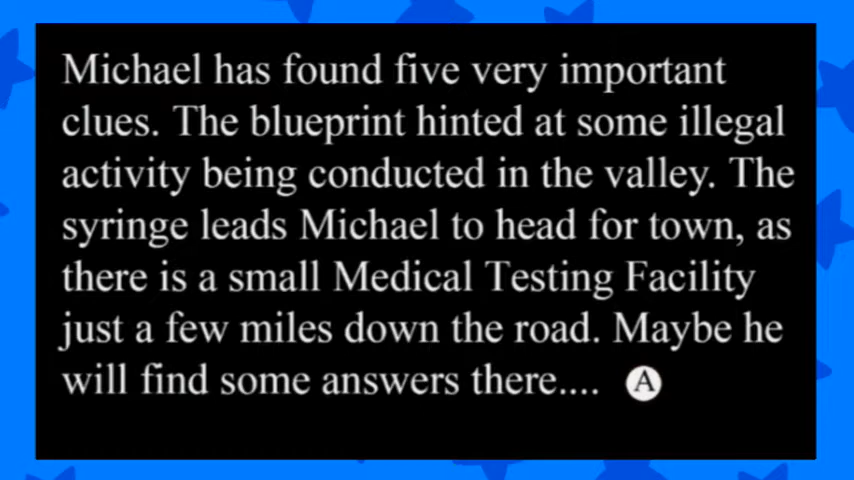 Michael has found five very important
clues. The blueprint hinted at some illegal
activity being conducted in the valley. The
syringe leads Michael to head for town, as
there is a small Medical Testing Facility
just a few miles down the road. Maybe he
will find some answers there.... A